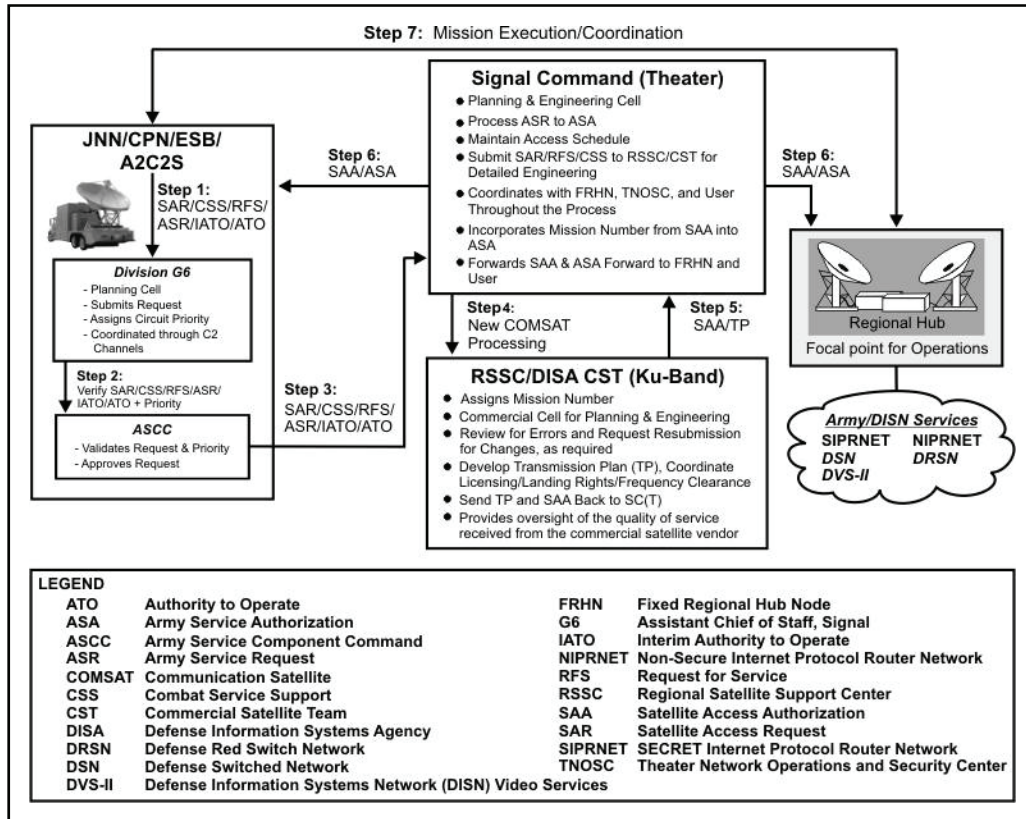 Step 7: Mission Execution/Coordination
JNN/CPN/ESB/
A2C2S
Step 1:
SAR/CSS/RFS/
ASR/IATO/ATO
Division G6
- Planning Cell
- Submits Request
- Assigns Circuit Priority
- Coordinated through C2
Channels
Step 2:
Verify SAR/CSS/RFS/ASR/
IATO/ATO + Priority
ASCC
- Validates Request & Priority
- Approves Request
Step 6:
SAA/ASA
Step 3:
SAR/CSS/RFS/
ASR/IATO/ATO
Signal Command (Theater)
● Planning & Engineering Cell
● Process ASR to ASA
● Maintain Access Schedule
● Submit SAR/RFS/CSS to RSSC/CST for
Detailed Engineering
● Coordinates with FRHN, TNOSC, and User
Throughout the Process
● Incorporates Mission Number from SAA into
ASA
● Forwards SAA & ASA Forward to FRHN and
User
Step4:
New COMSAT
Processing
Step 5:
SAA/TP
RSSC/DISA CST (Ku-Band)
● Assigns Mission Number
● Commercial Cell for Planning & Engineering
● Review for Errors and Request Resubmission
for Changes, as required
● Develop Transmission Plan (TP), Coordinate
Licensing/Landing Rights/Frequency Clearance
● Send TP and SAA Back to SC(T)
● Provides oversight of the quality of service
received from the commercial satellite vendor
Step 6:
SAA/ASA
Regional Hub
Focal point for Operations
Army/DISN Services
SIPRNET NIPRNET
DSN DRSN
DVS-II
LEGEND
ATO Authority to Operate
ASA Army Service Authorization
ASCC Army Service Component Command
ASR Army Service Request
COMSAT Communication Satellite
CSS Combat Service Support
CST Commercial Satellite Team
DISA Defense Information Systems Agency
DRSN Defense Red Switch Network
DSN Defense Switched Network
DVS-II Defense Information Systems Network (DISN) Video Services
FRHN Fixed Regional Hub Node
G6 Assistant Chief of Staff, Signal
IATO Interim Authority to Operate
NIPRNET Non-Secure Internet Protocol Router Network
RFS Request for Service
RSSC Regional Satellite Support Center
SAA Satellite Access Authorization
SAR Satellite Access Request
SIPRNET SECRET Internet Protocol Router Network
TNOSC Theater Network Operations and Security Center